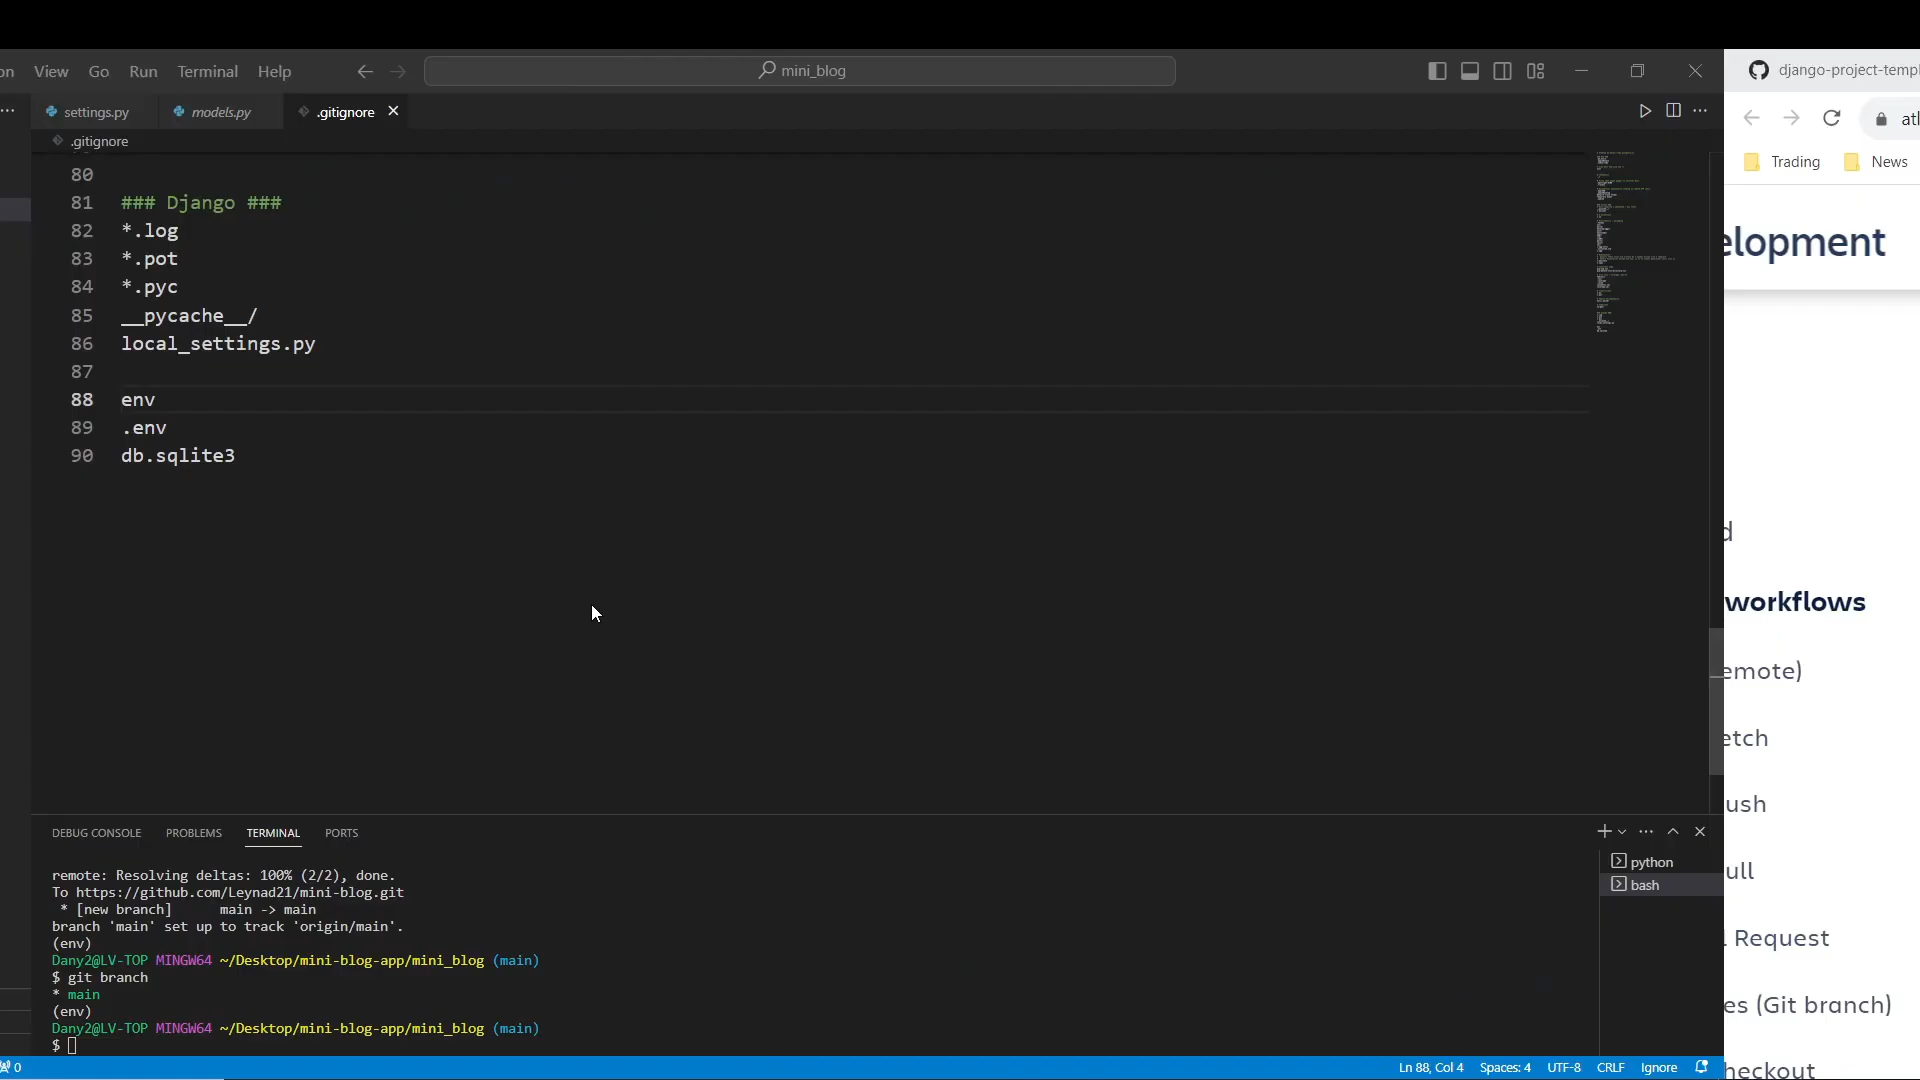 on View Go Run Terminal Help
mini_blog
django-project-templ
settings.py models.py .gitignore
.gitignore
atl
Trading News
80
81 ### Django ###
82 *.log
83 *.pot
84 *.pyc
85 __pycache__/
86 local_settings.py
87
88 env
89 .env
90 db.sqlite3
elopment
d
workflows
emote)
etch
ush
ull
l Request
es (Git branch)
heckout
DEBUG CONSOLE PROBLEMS TERMINAL PORTS
python
bash
remote: Resolving deltas: 100% (2/2), done.
To https://github.com/Leynad21/mini-blog.git
* [new branch] main -> main
branch 'main' set up to track 'origin/main'.
(env)
Dany2@LV-TOP MINGW64 ~/Desktop/mini-blog-app/mini_blog (main)
$ git branch
* main
(env)
Dany2@LV-TOP MINGW64 ~/Desktop/mini-blog-app/mini_blog (main)
$
0 Ln 88, Col 4 Spaces: 4 UTF-8 CRLF Ignore